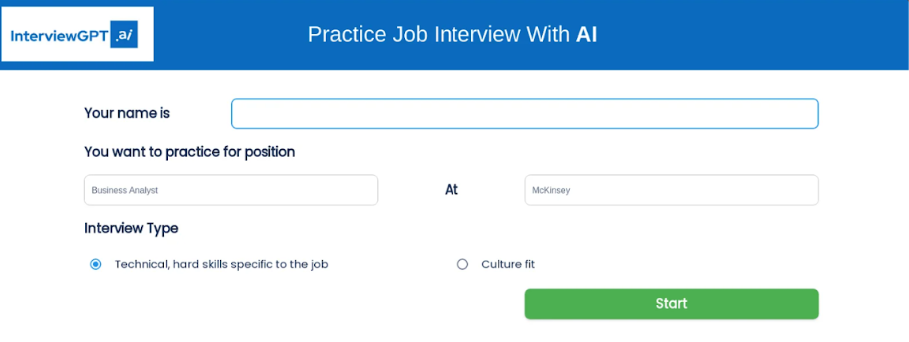 InterviewGPT .ai
Practice Job Interview With AI
Your name is
You want to practice for position
Business Analyst At McKinsey
Interview Type
Technical, hard skills specific to the job Culture fit
Start